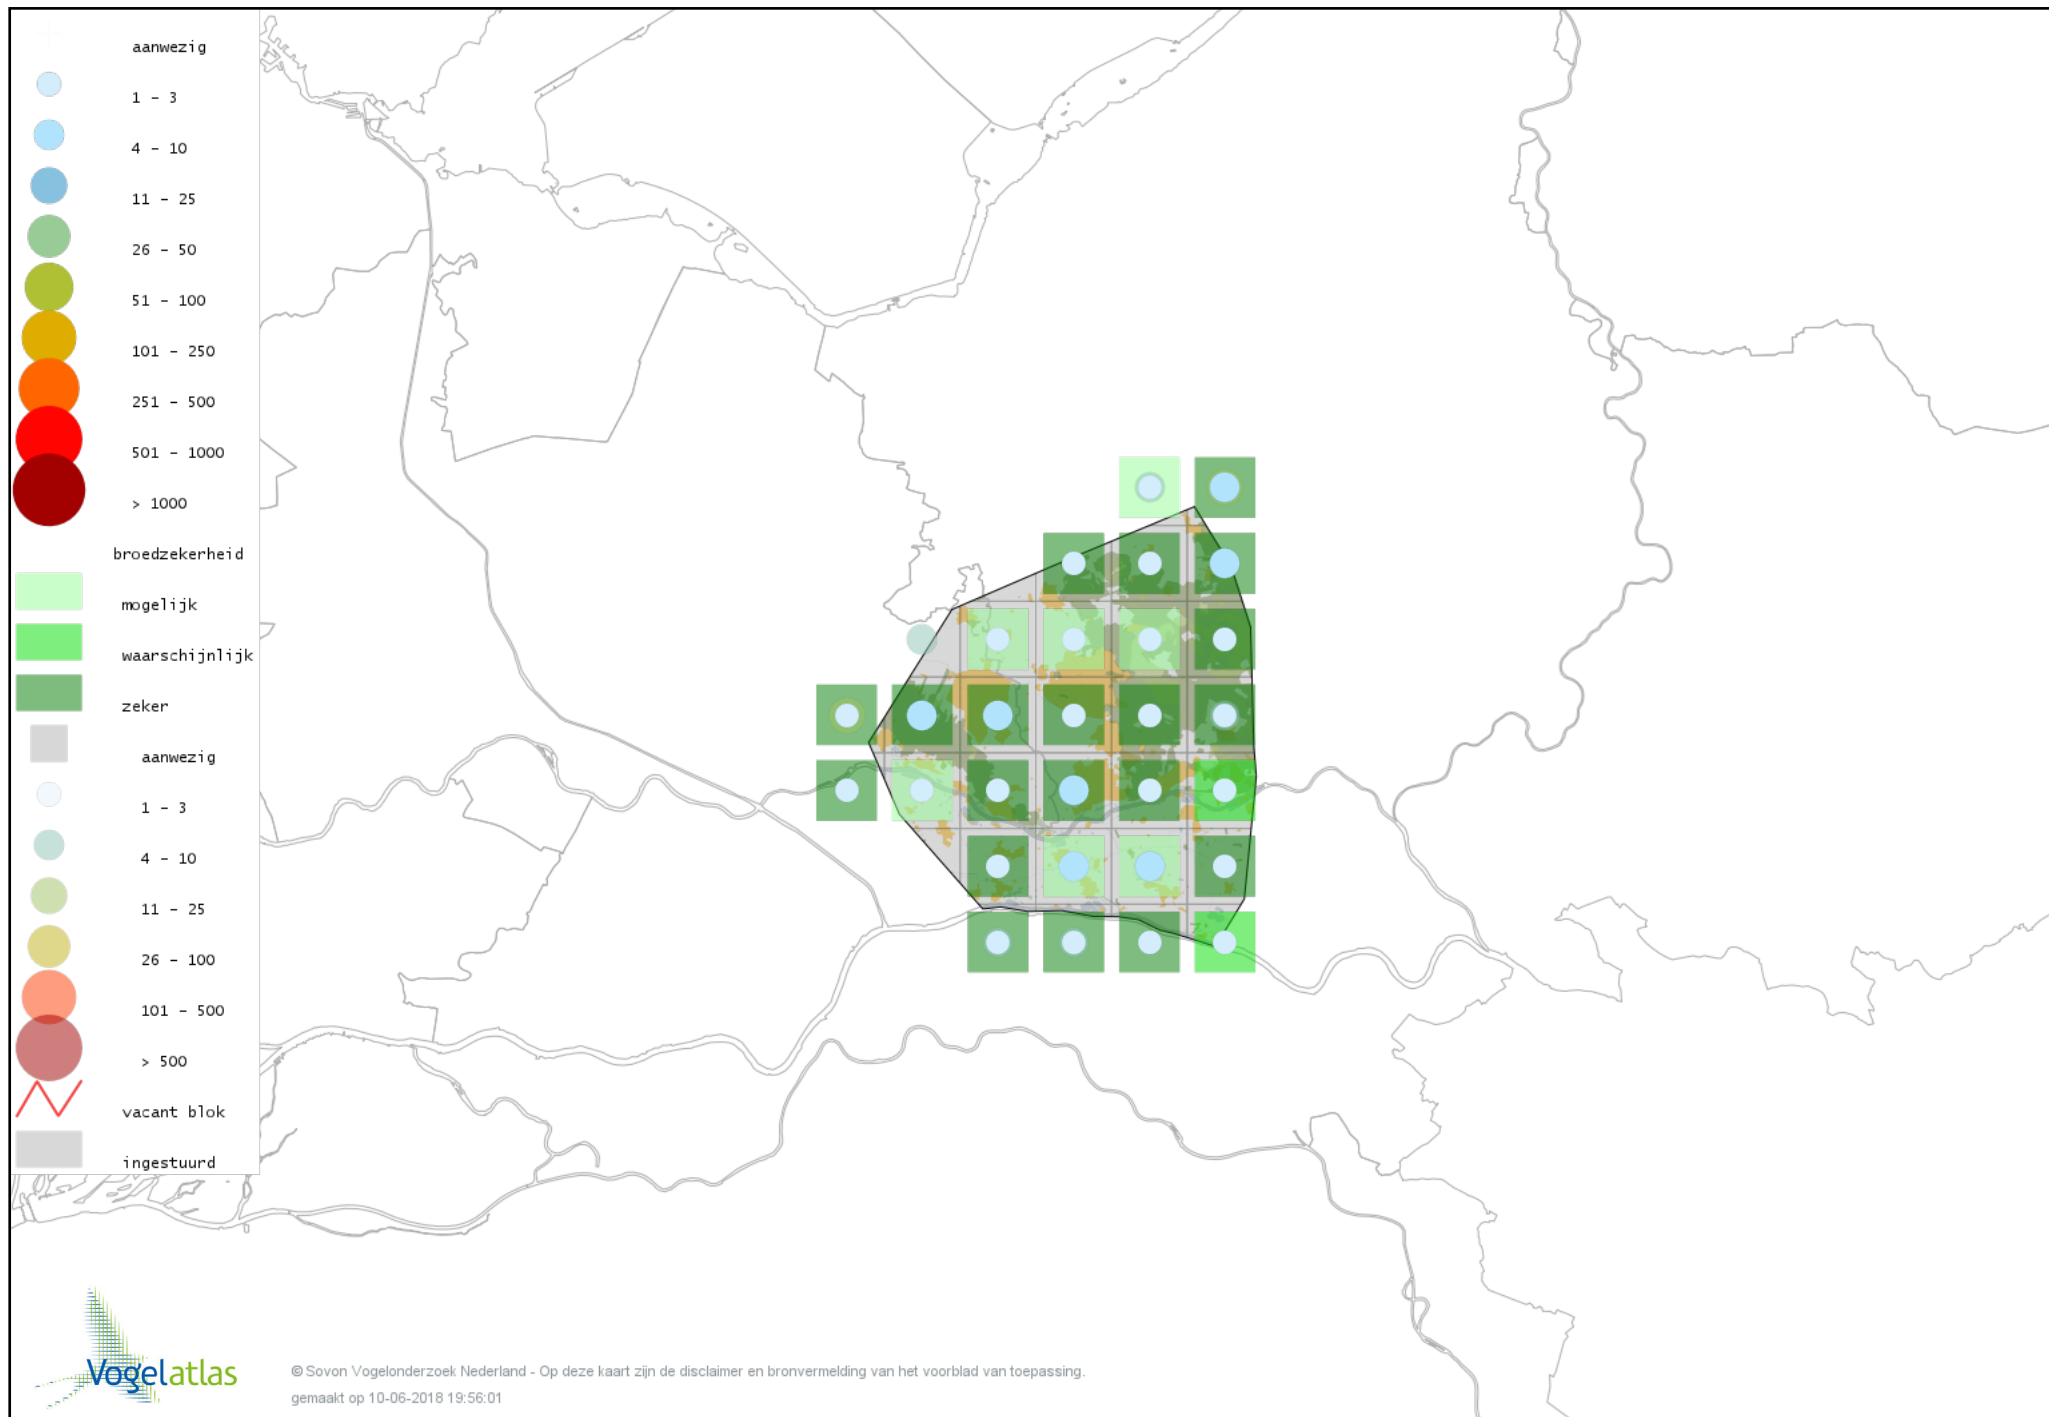 aanwezig
1 - 3
4 - 10
11 - 25
26 - 50
51 - 100
101 - 250
251 - 500
501 - 1000
> 1000
broedzekerheid
mogelijk
waarschijnlijk
zeker
aanwezig
1 - 3
4 - 10
11 - 25
26 - 100
101 - 500
> 500
vacant blok
ingestuurd
Vogelatlas
© Sovon Vogelonderzoek Nederland - Op deze kaart zijn de disclaimer en bronvermelding van het voorblad van toepassing.
gemaakt op 10-06-2018 19:56:01